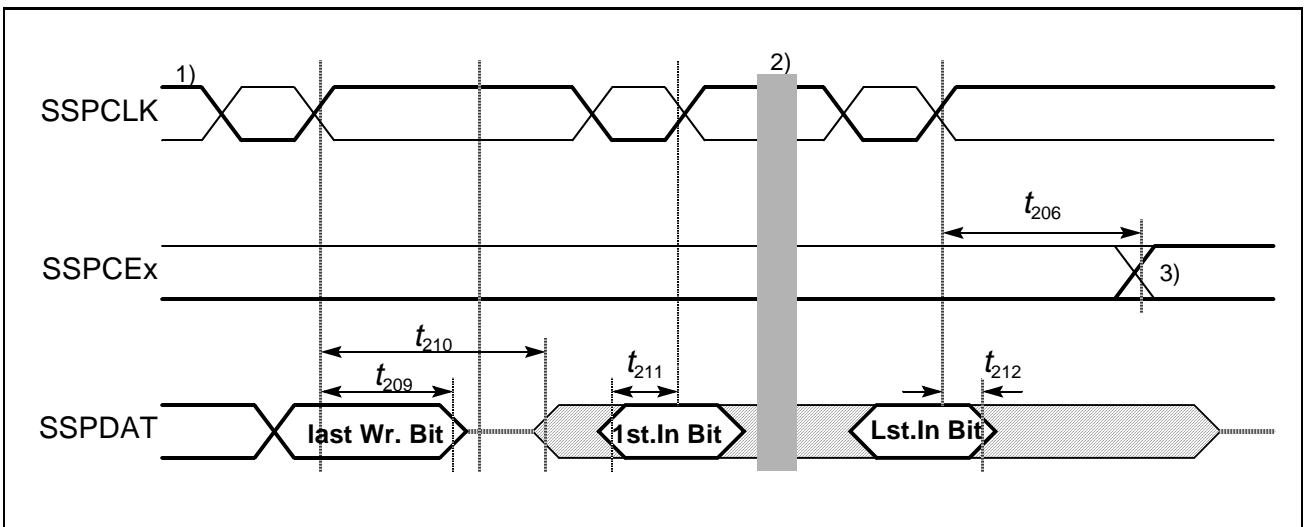 1)
2)
SSPCLK
t206
SSPCEx
3)
t210
t211
t212
t209
SSPDAT
last Wr. Bit
1st.In Bit
Lst.In Bit